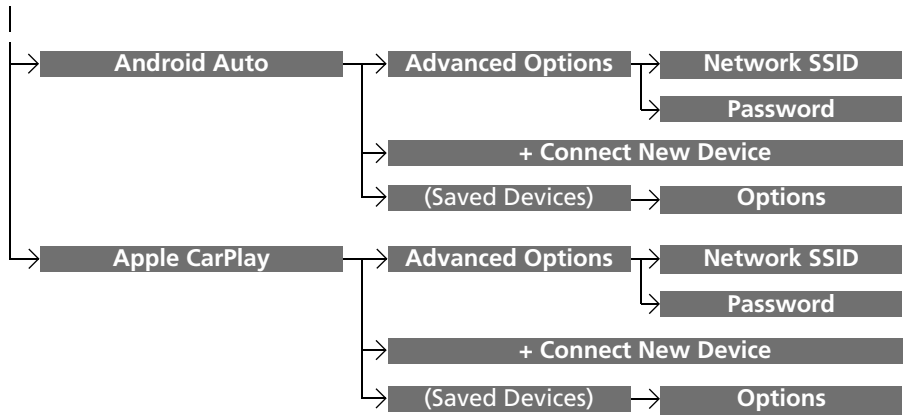 Android Auto
Advanced Options
Network SSID
Password
+ Connect New Device
(Saved Devices)
Options
Apple CarPlay
Advanced Options
Network SSID
Password
+ Connect New Device
(Saved Devices)
Options